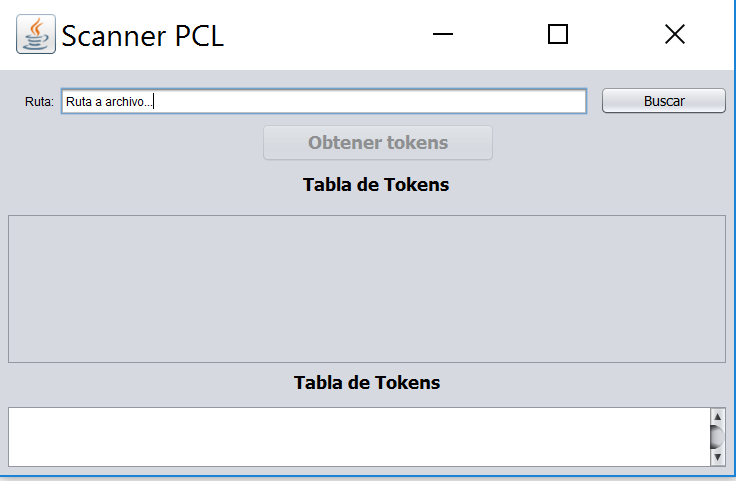 Scanner PCL
Ruta: Ruta a archivo... Buscar
Obtener tokens
Tabla de Tokens
Tabla de Tokens